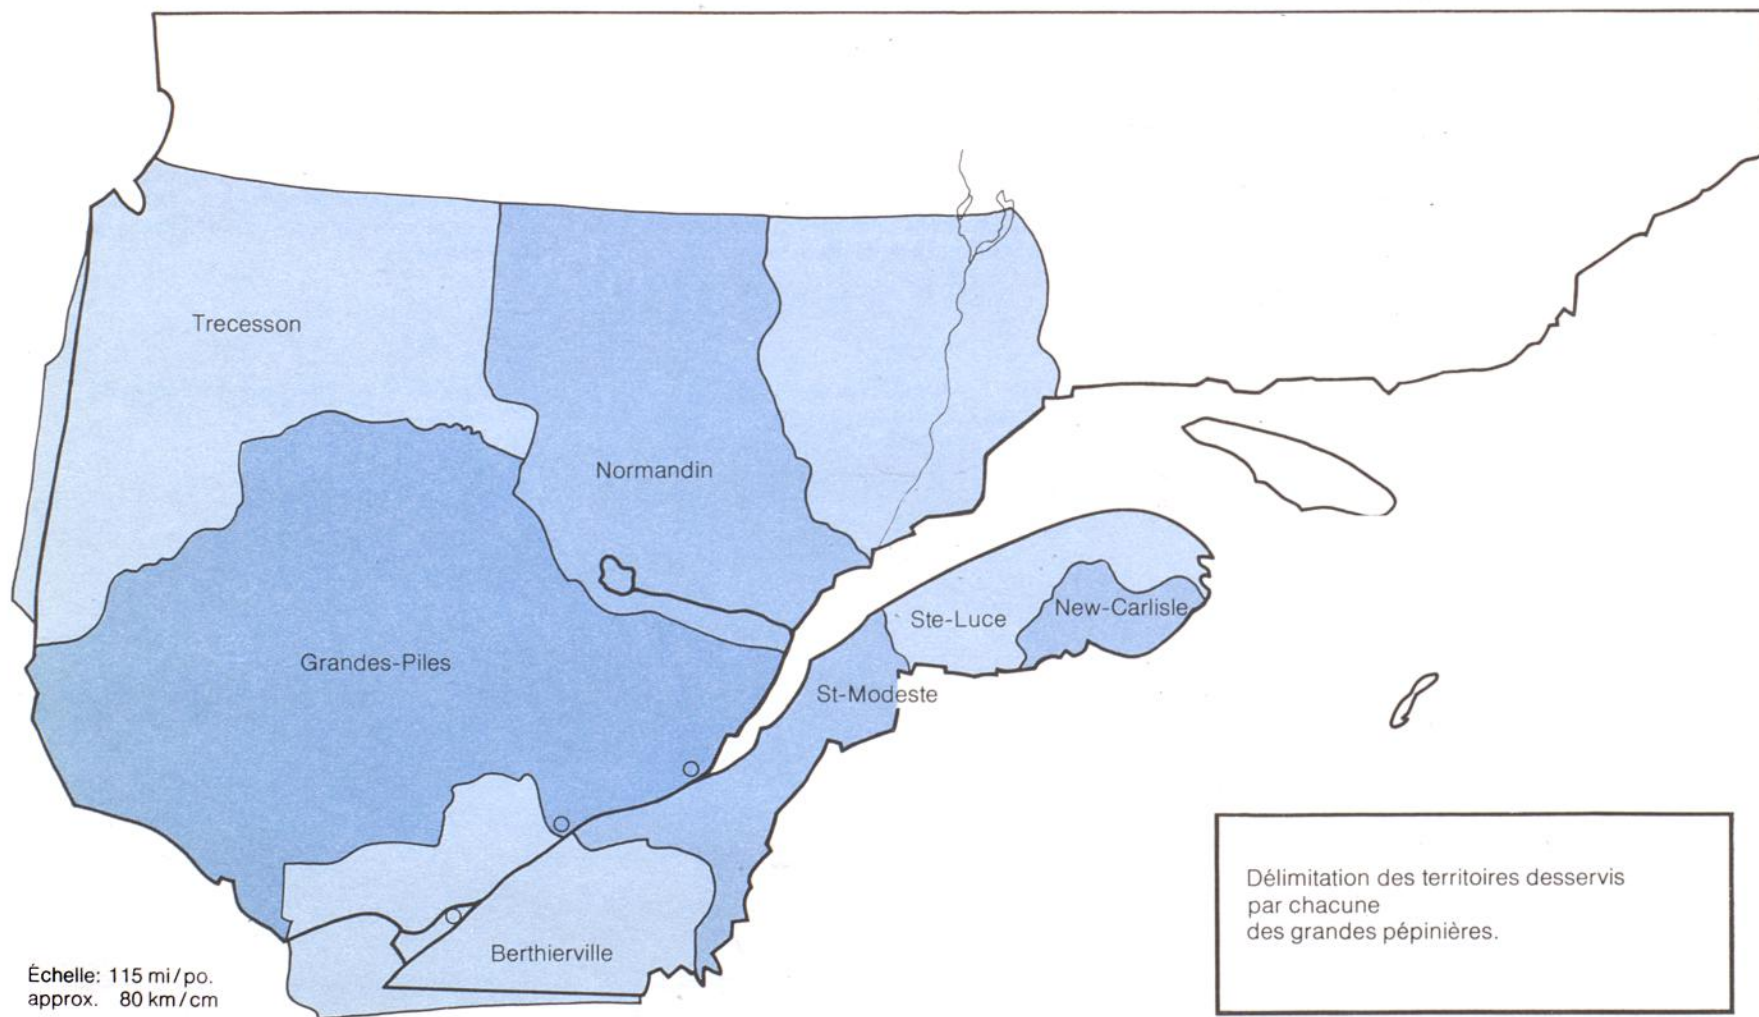 Trecesson
Normandin
Grandes-Piles
Ste-Luce
New-Carlisle
St-Modeste
Berthierville
Échelle: 115 mi/po.
approx. 80 km/cm
Délimitation des territoires desservis
par chacune
des grandes pépinières.